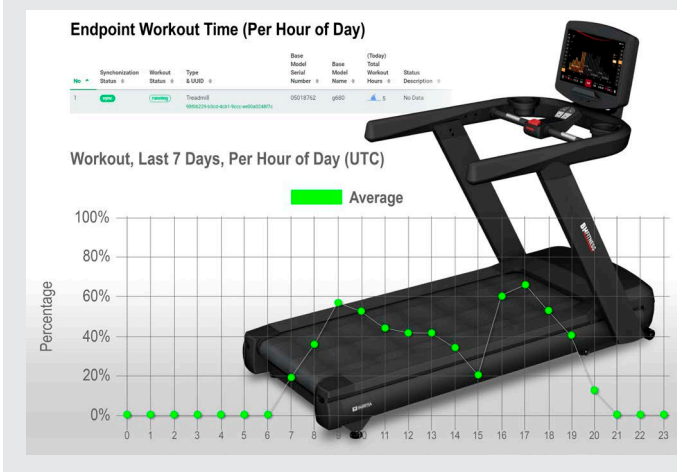 Endpoint Workout Time (Per Hour of Day)
No
Synchonization Status
Workout Status
Type & UUID
Base Model Serial Number
Base Model Name
(Today) Total Workout Hours
Status Description
1 sync running Treadmill 05018762 g680 5 No Data
Workout, Last 7 Days, Per Hour of Day (UTC)
Average
100%
80%
60%
40%
20%
0%
Percentage
0 1 2 3 4 5 6 7 8 9 10 11 12 13 14 15 16 17 18 19 20 21 22 23
BH FITNESS